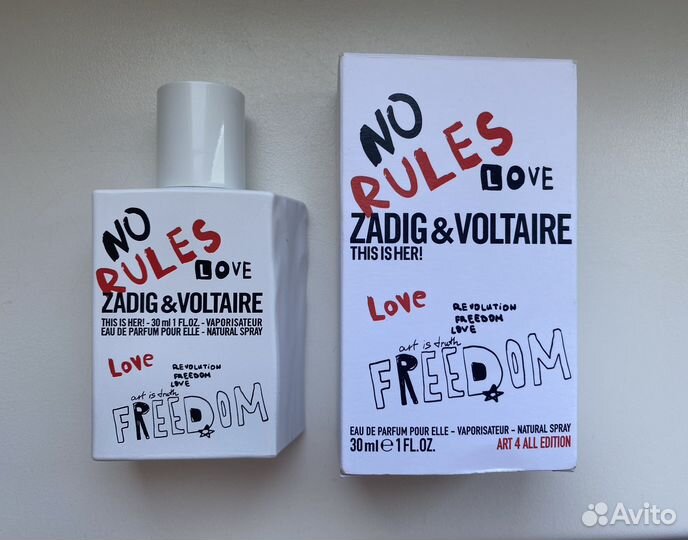 NO
RULES
LOVE
ZADIG & VOLTAIRE
THIS IS HER! - 30 ml 1 FL.OZ. - VAPORISATEUR
EAU DE PARFUM POUR ELLE - NATURAL SPRAY
Love
REVOLUTION
FREEDOM
LOVE
art is truth
FREEDOM
NO
RULES
LOVE
ZADIG & VOLTAIRE
THIS IS HER!
Love
REVOLUTION
FREEDOM
LOVE
art is truth
FREEDOM
EAU DE PARFUM POUR ELLE - VAPORISATEUR - NATURAL SPRAY
30 ml e 1 FL.OZ. ART 4 ALL EDITION
Avito